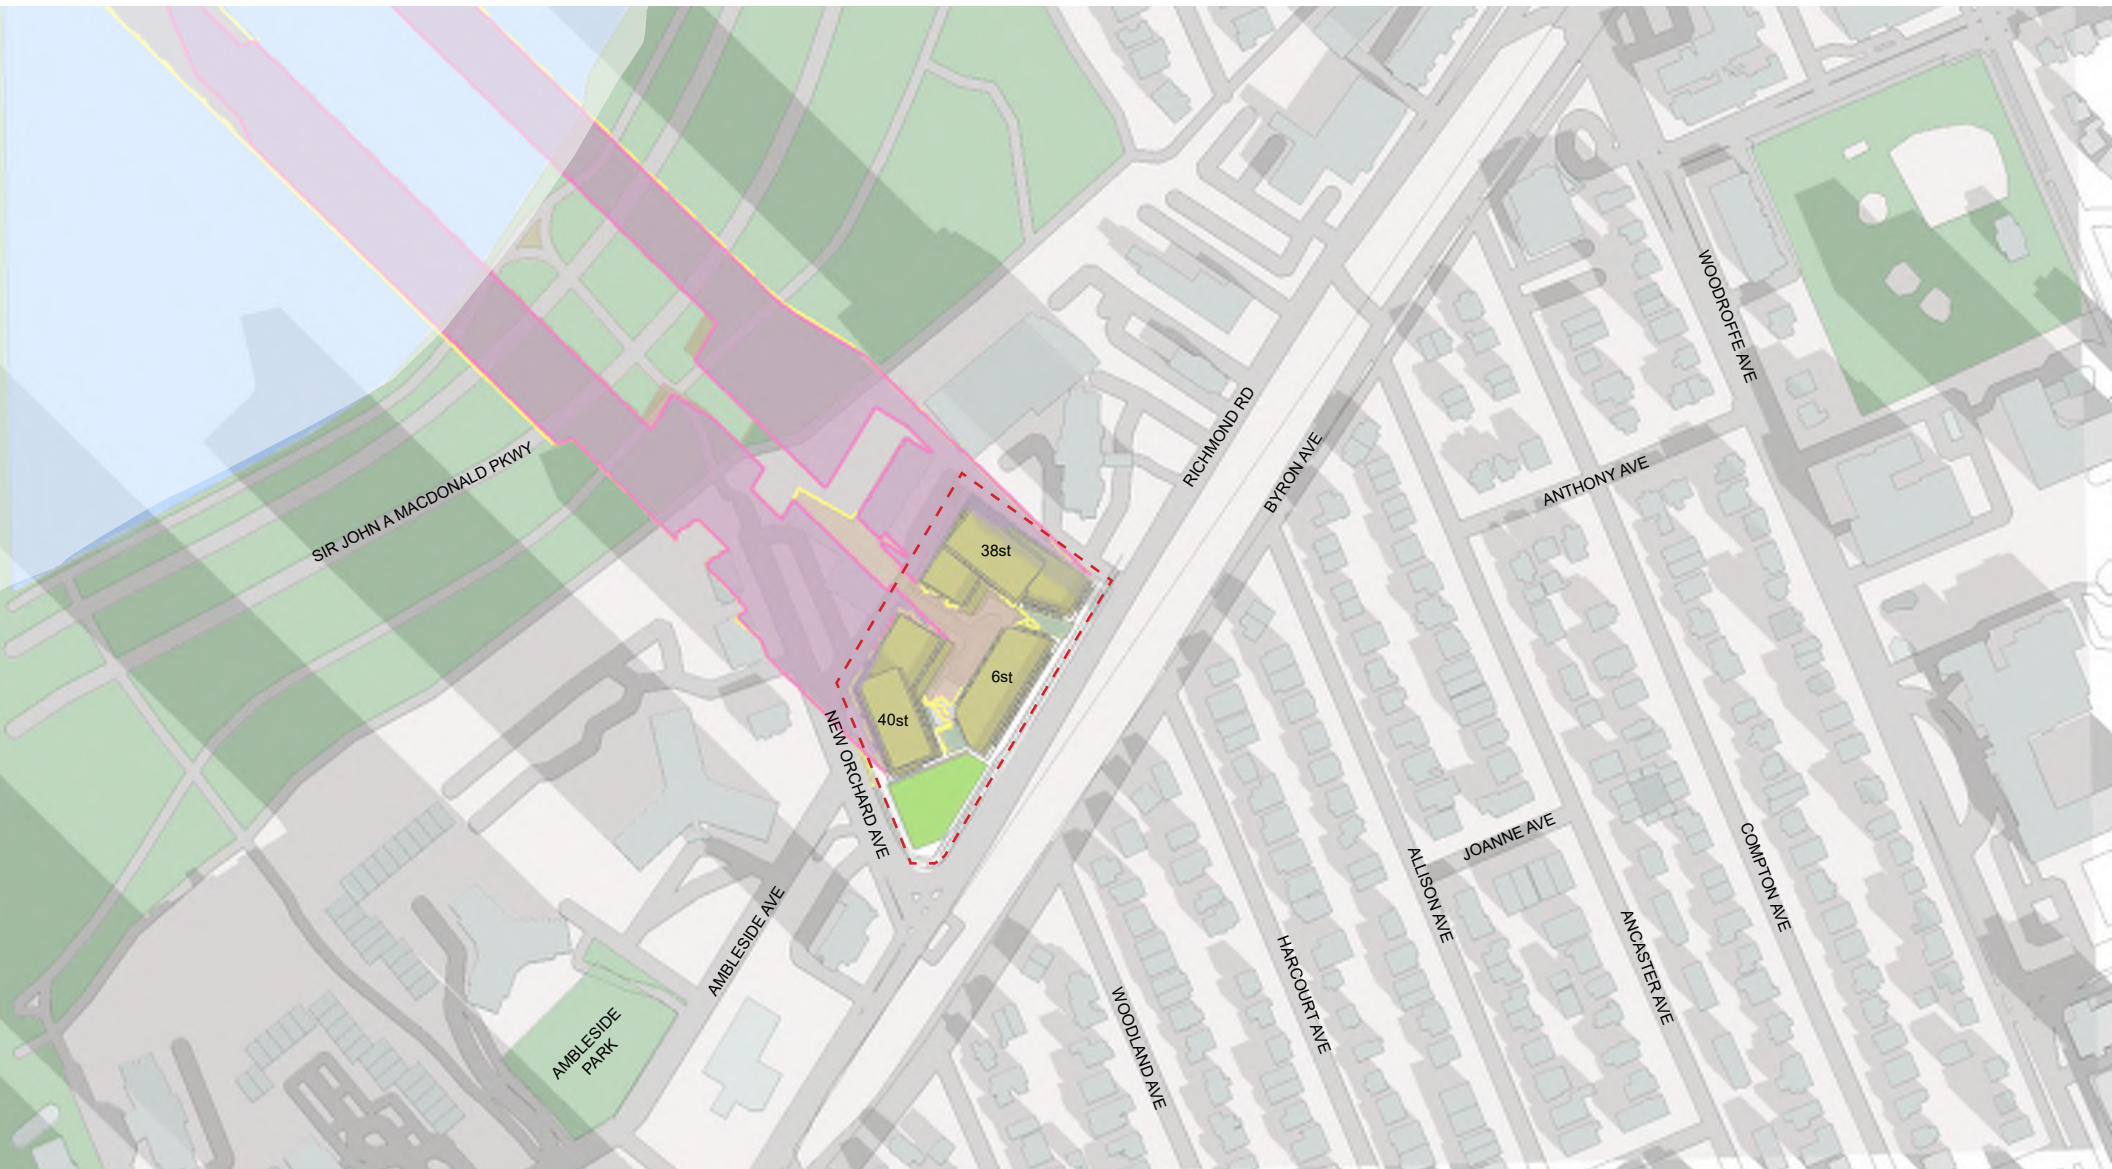 WOODROFFE AVE
RICHMOND RD
BYRON AVE
ANTHONY AVE
SIR JOHN A MACDONALD PKWY
38st
6st
40st
NEW ORCHARD AVE
JOANNE AVE
ALLISON AVE
COMPTON AVE
AMBLESIDE AVE
ANCASTER AVE
HARCOURT AVE
WOODLAND AVE
AMBLESIDE
PARK